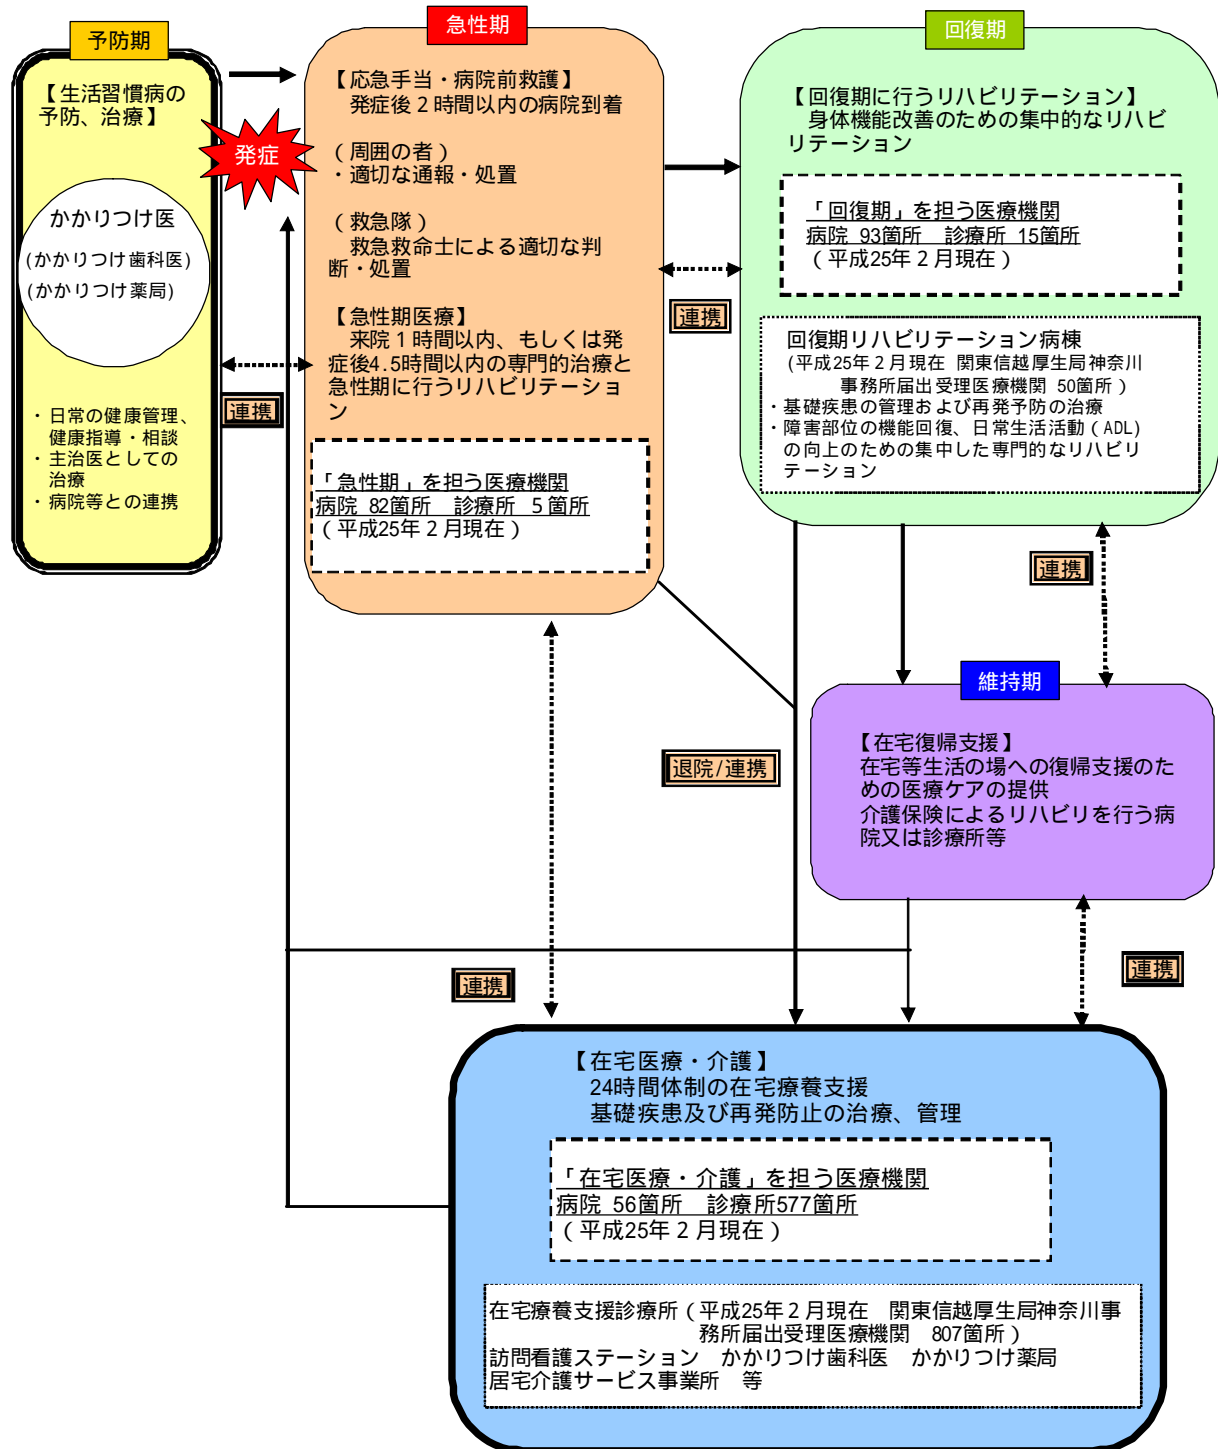 予防期
【生活習慣病の
予防、治療】
かかりつけ医
(かかりつけ歯科医)
(かかりつけ薬局)
・日常の健康管理、
健康指導・相談
・主治医としての
治療
・病院等との連携
発症
連携
急性期
【応急手当・病院前救護】
発症後２時間以内の病院到着
(周囲の者)
・適切な通報・処置
(救急隊)
救急救命士による適切な判
断・処置
【急性期医療】
来院１時間以内、もしくは発
症後4.5時間以内の専門的治療と
急性期に行うリハビリテーショ
ン
「急性期」を担う医療機関
病院 82箇所　診療所 ５箇所
(平成25年２月現在)
連携
回復期
【回復期に行うリハビリテーション】
身体機能改善のための集中的なリハビ
リテーション
「回復期」を担う医療機関
病院 93箇所　診療所 15箇所
(平成25年２月現在)
回復期リハビリテーション病棟
(平成25年２月現在 関東信越厚生局神奈川
事務所届出受理医療機関 50箇所)
・基礎疾患の管理および再発予防の治療
・障害部位の機能回復、日常生活活動(ADL)
の向上のための集中した専門的なリハビリ
テーション
連携
維持期
【在宅復帰支援】
在宅等生活の場への復帰支援のた
めの医療ケアの提供
介護保険によるリハビリを行う病
院又は診療所等
退院/連携
連携
連携
【在宅医療・介護】
24時間体制の在宅療養支援
基礎疾患及び再発防止の治療、管理
「在宅医療・介護」を担う医療機関
病院 56箇所　診療所577箇所
(平成25年２月現在)
在宅療養支援診療所(平成25年２月現在　関東信越厚生局神奈川事
務所届出受理医療機関　807箇所)
訪問看護ステーション　かかりつけ歯科医　かかりつけ薬局
居宅介護サービス事業所　等